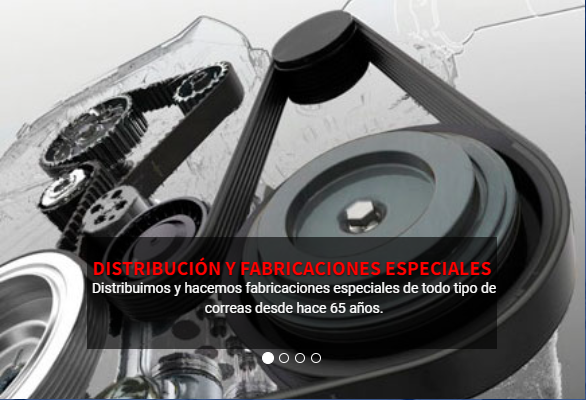 DISTRIBUCIÓN Y FABRICACIONES ESPECIALES
Distribuimos y hacemos fabricaciones especiales de todo tipo de
correas desde hace 65 años.